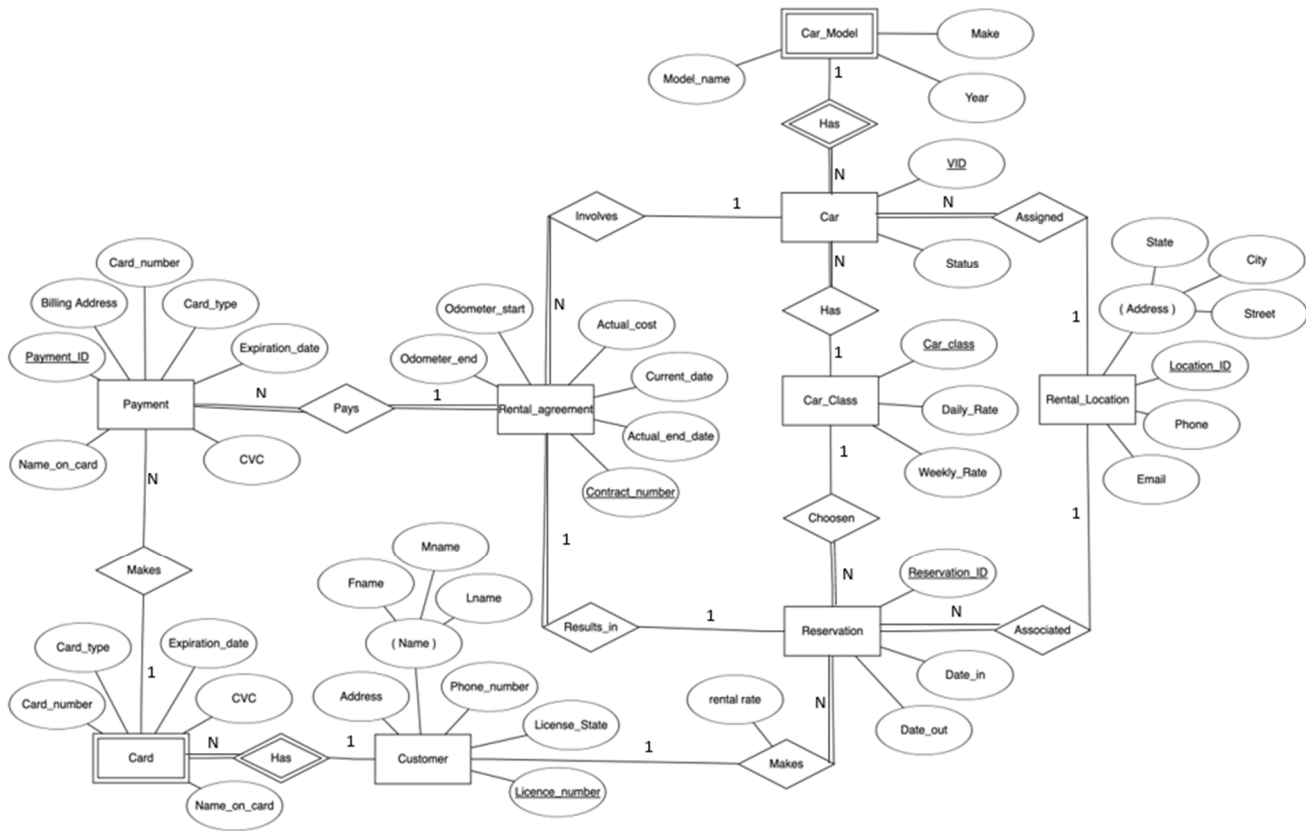 Car_Model
Make
Model_name
Year
1
Has
N
VID
Car
Status
Involves
1
N
Assigned
State
City
( Address )
Street
Card_number
Billing Address
Card_type
Payment_ID
Expiration_date
Payment
Name_on_card
CVC
N
Pays
1
Odometer_start
Odometer_end
Actual_cost
Current_date
Rental_agreement
Actual_end_date
Contract_number
N
N
Has
1
Car_class
Car_Class
Daily_Rate
Weekly_Rate
1
Location_ID
Rental_Location
Phone
Email
1
1
Choosen
N
Reservation_ID
Reservation
N
Associated
Date_in
Date_out
N
1
Results_in
1
N
Makes
1
Mname
Fname
Lname
( Name )
Address
Phone_number
License_State
Customer
Licence_number
Card_type
Expiration_date
Card_number
CVC
Card
Name_on_card
N
Has
1
1
rental rate
Makes